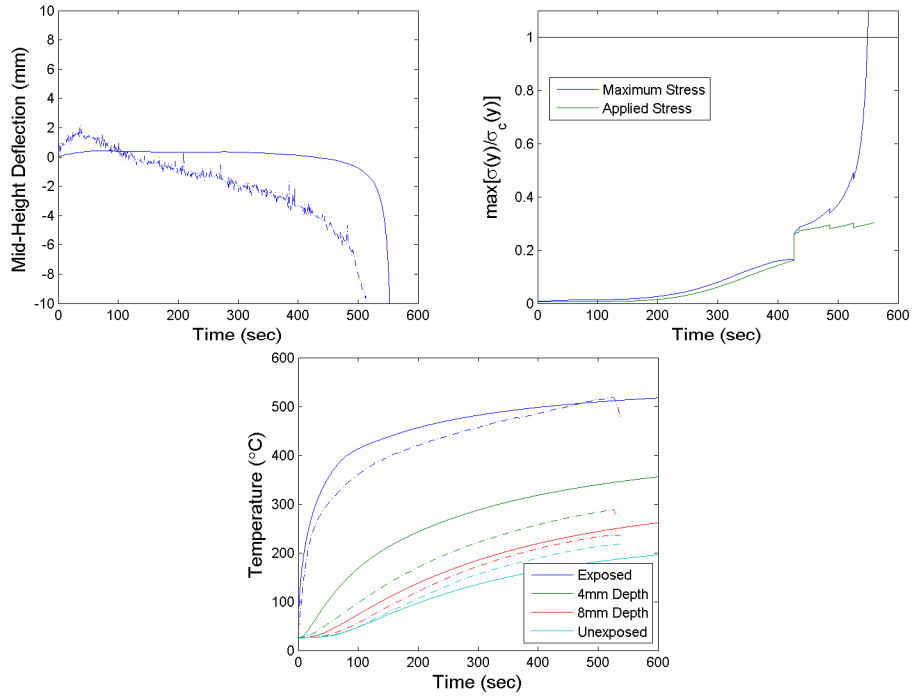 10
8
6
4
2
0
-2
-4
-6
-8
-10
0 100 200 300 400 500 600
Mid-Height Deflection (mm)
Time (sec)
1
0.8
0.6
0.4
0.2
0
0 100 200 300 400 500 600
max[σ(y)/σc(y)]
Time (sec)
Maximum Stress
Applied Stress
600
500
400
300
200
100
0
0 100 200 300 400 500 600
Temperature (°C)
Time (sec)
Exposed
4mm Depth
8mm Depth
Unexposed